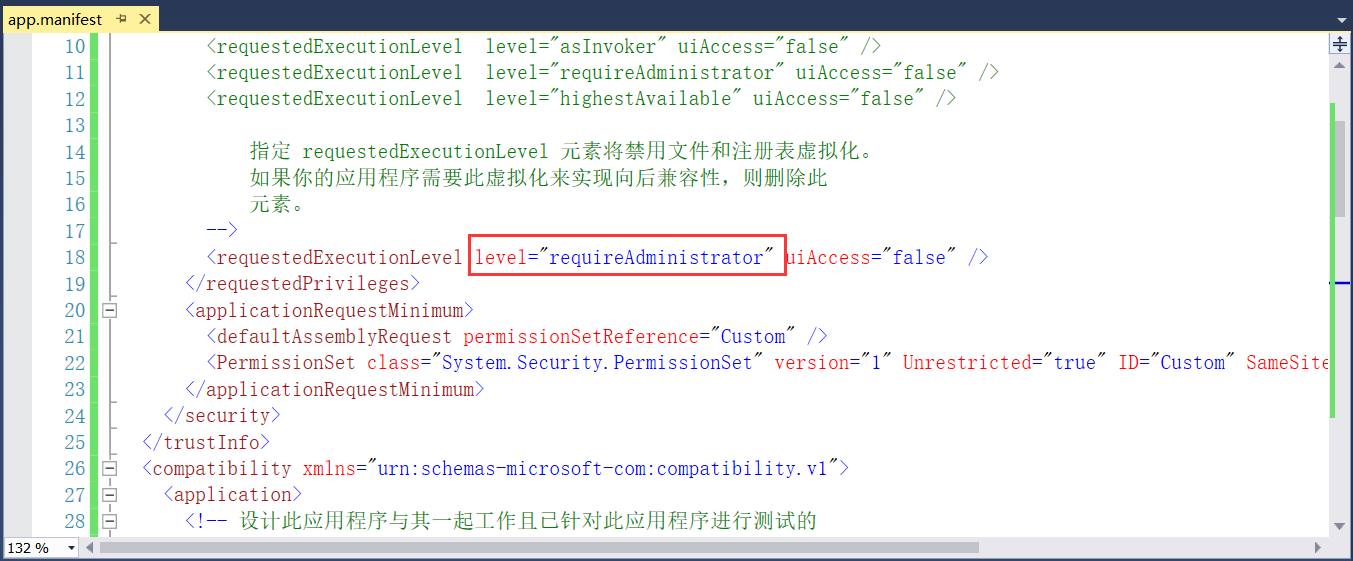 app.manifest
10 <requestedExecutionLevel  level="asInvoker" uiAccess="false" />
11 <requestedExecutionLevel  level="requireAdministrator" uiAccess="false" />
12 <requestedExecutionLevel  level="highestAvailable" uiAccess="false" />
13
14 指定 requestedExecutionLevel 元素将禁用文件和注册表虚拟化。
15 如果你的应用程序需要此虚拟化来实现向后兼容性，则删除此
16 元素。
17 -->
18 <requestedExecutionLevel level="requireAdministrator" uiAccess="false" />
19 </requestedPrivileges>
20 <applicationRequestMinimum>
21 <defaultAssemblyRequest permissionSetReference="Custom" />
22 <PermissionSet class="System.Security.PermissionSet" version="1" Unrestricted="true" ID="Custom" SameSite
23 </applicationRequestMinimum>
24 </security>
25 </trustInfo>
26 <compatibility xmlns="urn:schemas-microsoft-com:compatibility.v1">
27 <application>
28 <!-- 设计此应用程序与其一起工作且已针对此应用程序进行测试的
132 %